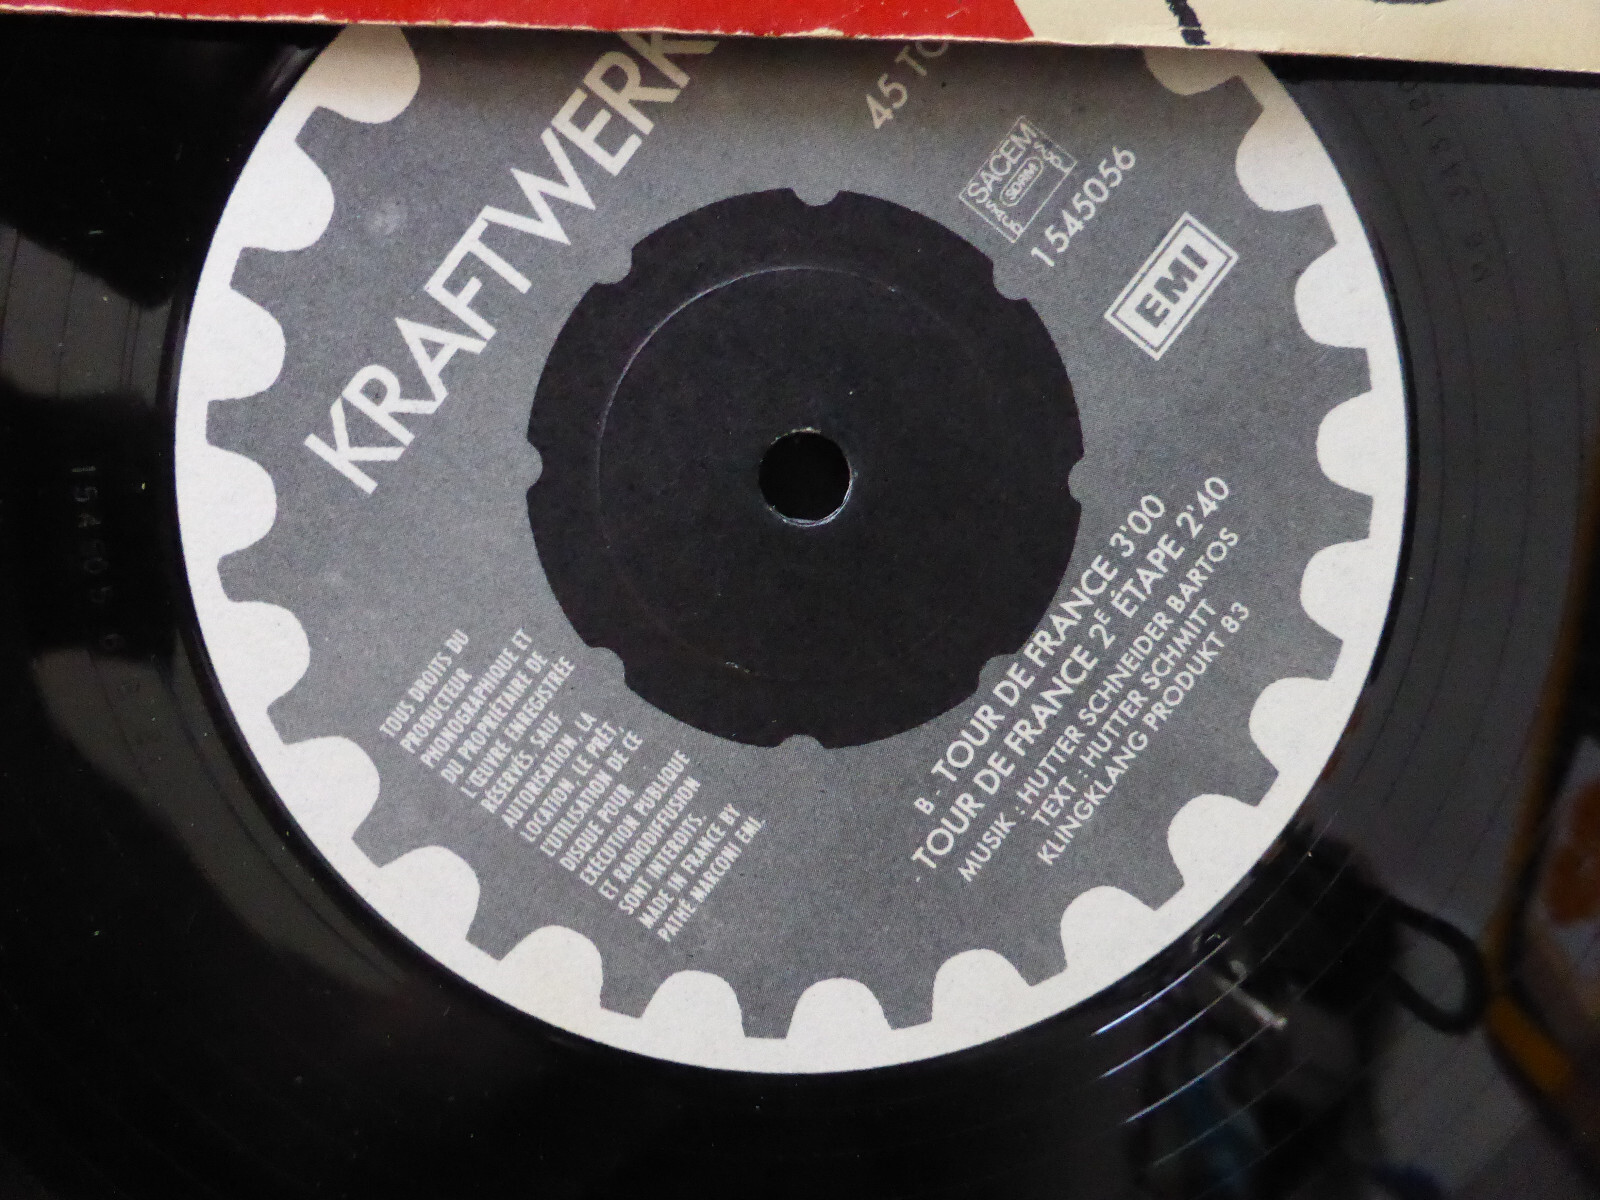 KRAFTWERK
45 TO
SACEM
SDRM
SACD
SGDL
1545056
EMI
B - TOUR DE FRANCE 3'00
- TOUR DE FRANCE 2E ÉTAPE 2'40
MUSIK : HUTTER SCHNEIDER BARTOS
TEXT : HUTTER SCHMITT
KLINGKLANG PRODUKT 83
TOUS DROITS DU
PRODUCTEUR
PHONOGRAPHIQUE ET
DU PROPRIÉTAIRE DE
L'ŒUVRE ENREGISTRÉE
RÉSERVÉS. SAUF
AUTORISATION, LA
LOCATION, LE PRÊT,
L'UTILISATION DE CE
DISQUE POUR
EXÉCUTION PUBLIQUE
ET RADIODIFFUSION
SONT INTERDITS.
MADE IN FRANCE BY
PATHÉ MARCONI EMI.